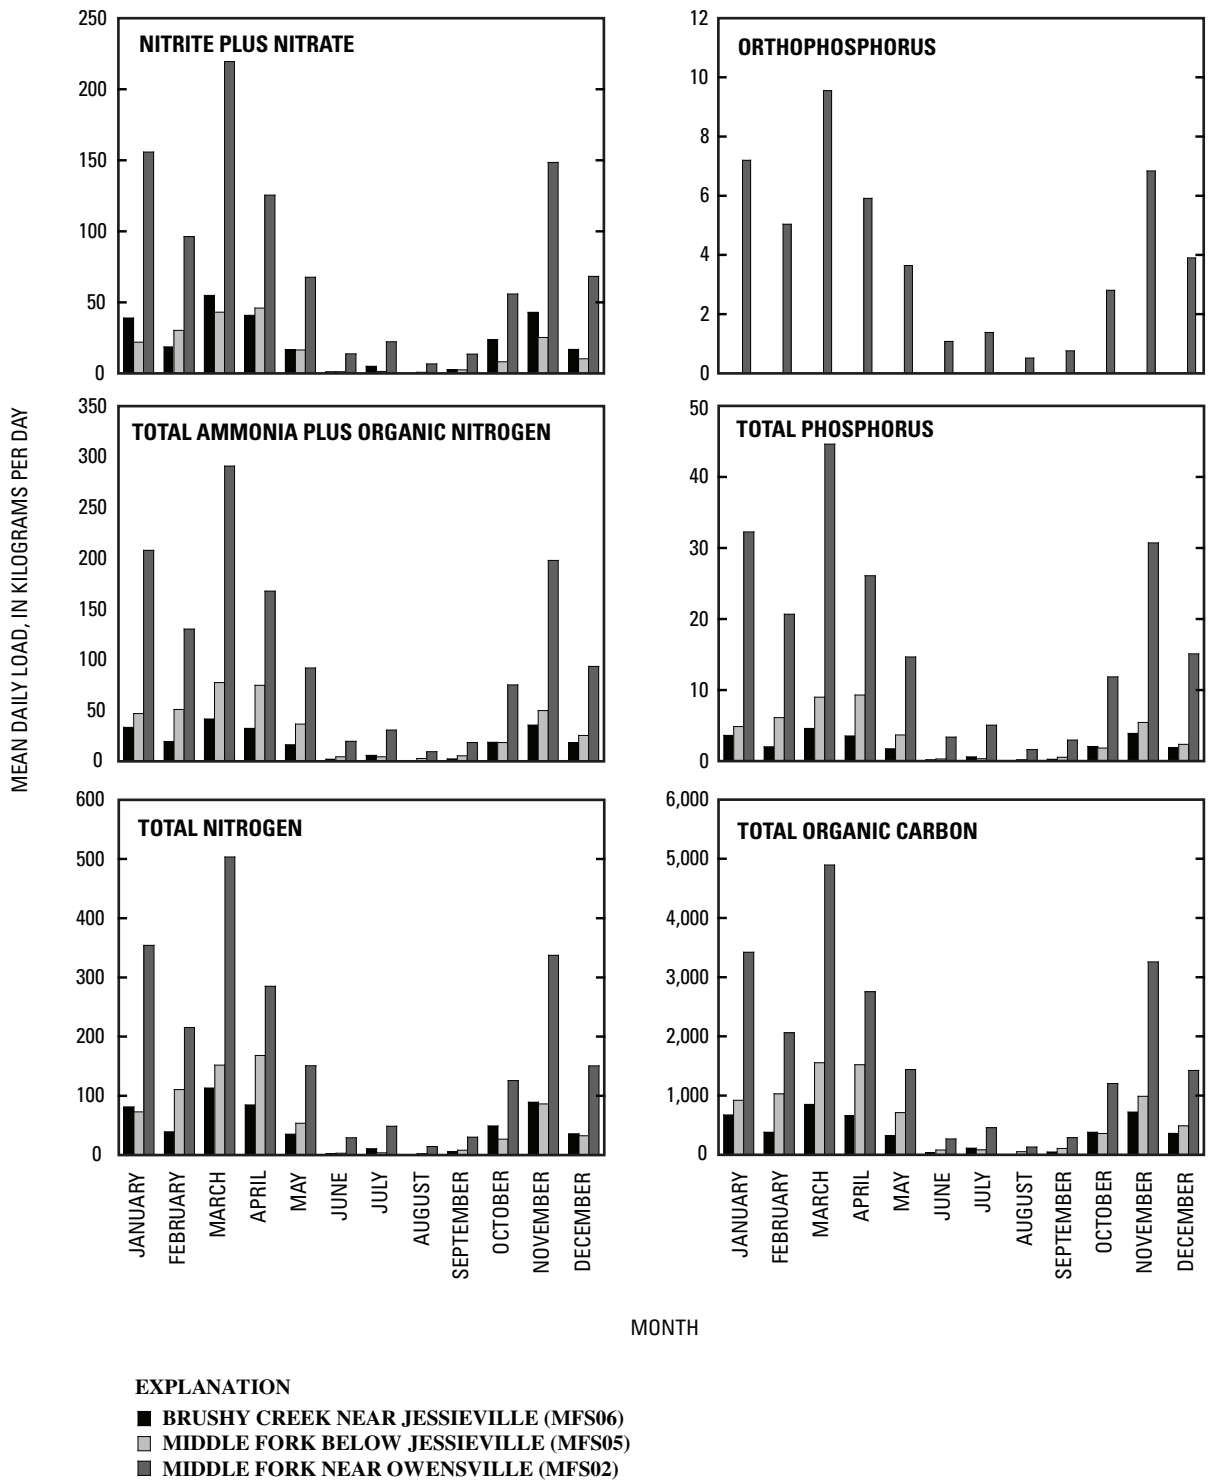 MEAN DAILY LOAD, IN KILOGRAMS PER DAY
NITRITE PLUS NITRATE
250
200
150
100
50
0
ORTHOPHOSPHORUS
12
10
8
6
4
2
0
TOTAL AMMONIA PLUS ORGANIC NITROGEN
350
300
250
200
150
100
50
0
TOTAL PHOSPHORUS
50
40
30
20
10
0
TOTAL NITROGEN
600
500
400
300
200
100
0
JANUARY
FEBRUARY
MARCH
APRIL
MAY
JUNE
JULY
AUGUST
SEPTEMBER
OCTOBER
NOVEMBER
DECEMBER
TOTAL ORGANIC CARBON
6,000
5,000
4,000
3,000
2,000
1,000
0
JANUARY
FEBRUARY
MARCH
APRIL
MAY
JUNE
JULY
AUGUST
SEPTEMBER
OCTOBER
NOVEMBER
DECEMBER
MONTH
EXPLANATION
BRUSHY CREEK NEAR JESSIEVILLE (MFS06)
MIDDLE FORK BELOW JESSIEVILLE (MFS05)
MIDDLE FORK NEAR OWENSVILLE (MFS02)